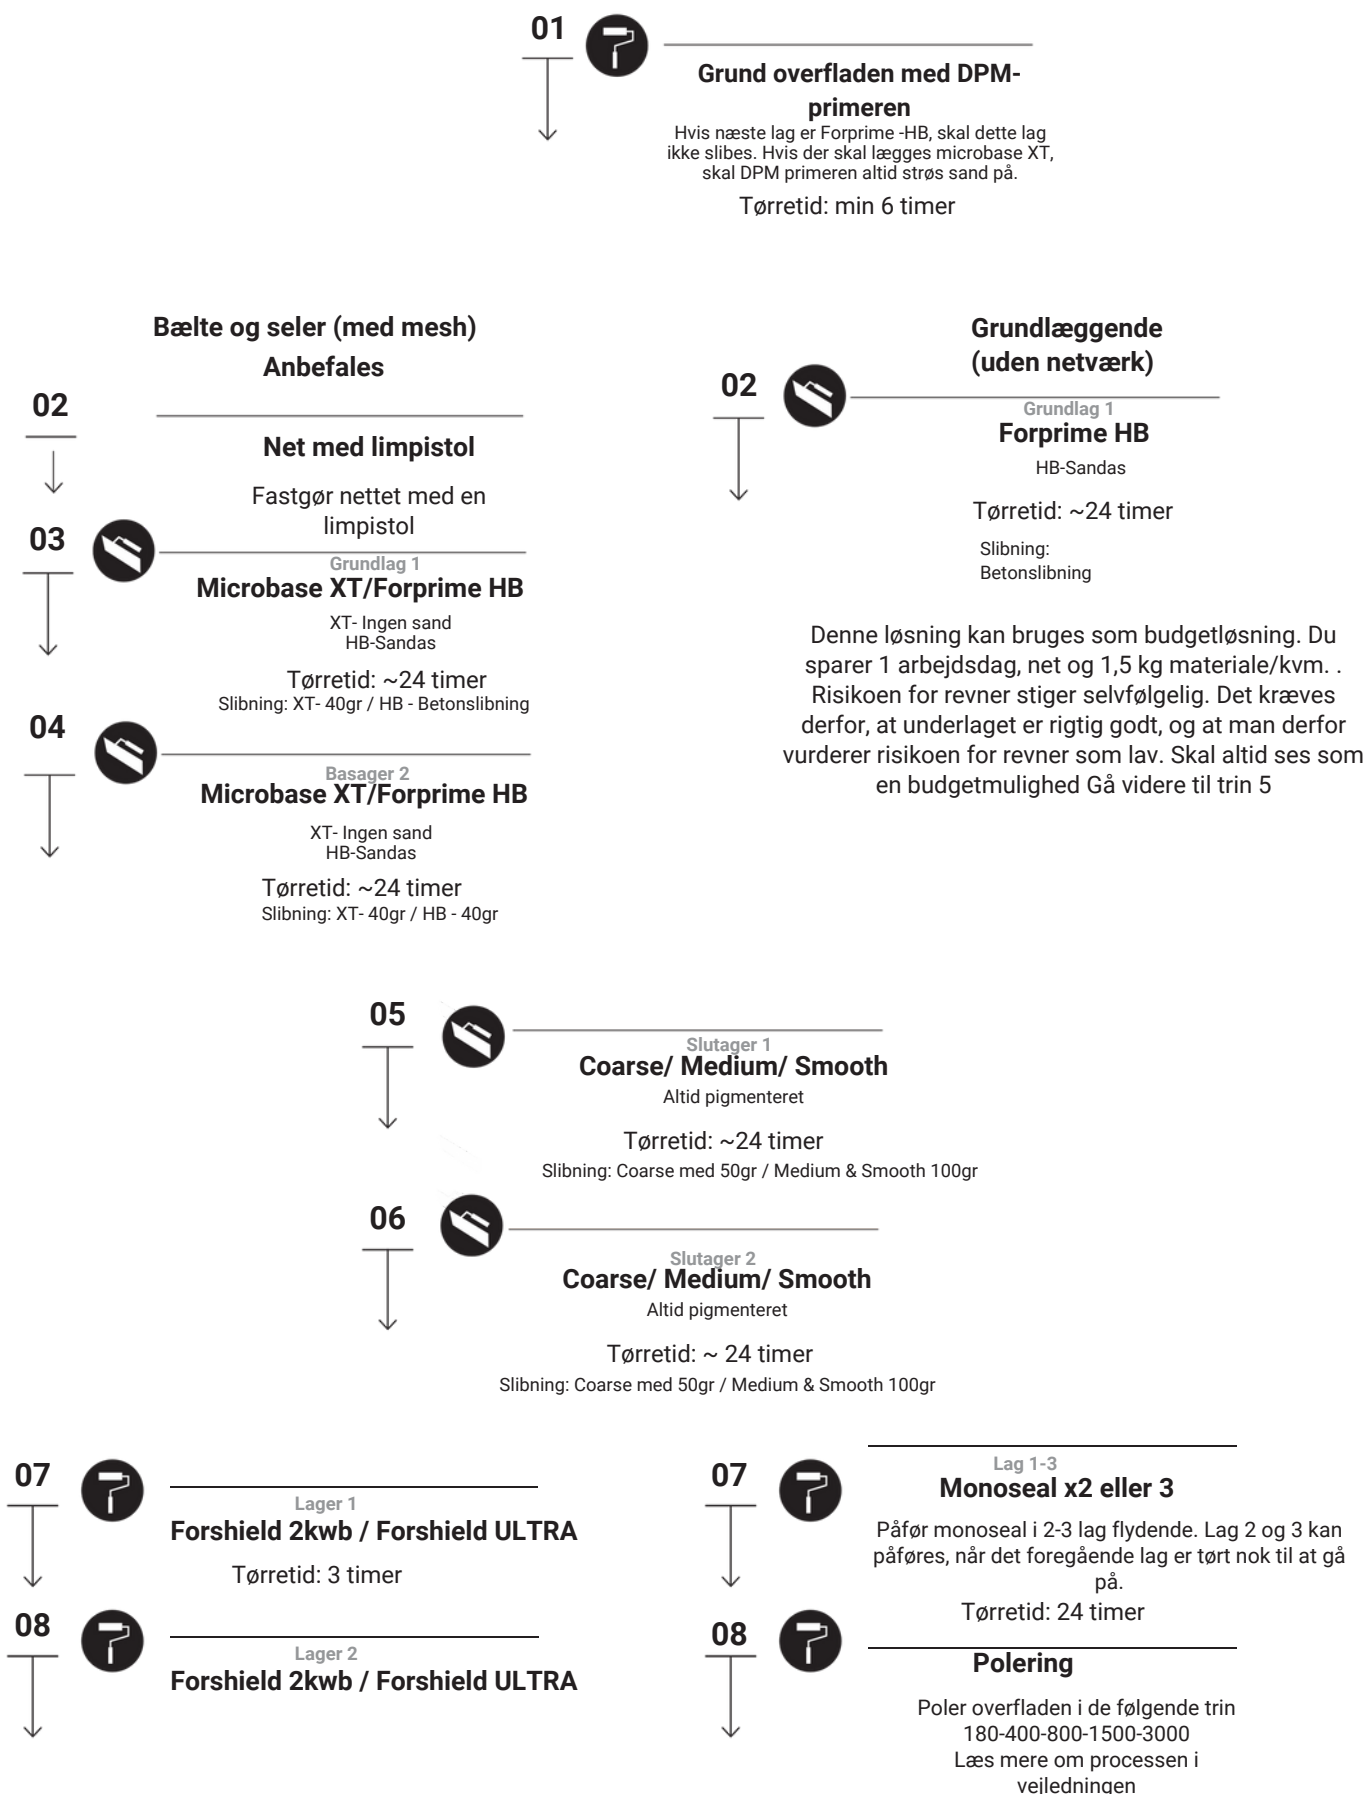 01
Grund overfladen med DPM-
primeren
Hvis næste lag er Forprime -HB, skal dette lag
ikke slibes. Hvis der skal lægges microbase XT,
skal DPM primeren altid strøs sand på.
Tørretid: min 6 timer
Bælte og seler (med mesh)
Anbefales
02
Net med limpistol
Fastgør nettet med en
limpistol
03
Grundlag 1
Microbase XT/Forprime HB
XT- Ingen sand
HB-Sandas
Tørretid: ~24 timer
Slibning: XT- 40gr / HB - Betonslibning
04
Basager 2
Microbase XT/Forprime HB
XT- Ingen sand
HB-Sandas
Tørretid: ~24 timer
Slibning: XT- 40gr / HB - 40gr
Grundlæggende
(uden netværk)
02
Grundlag 1
Forprime HB
HB-Sandas
Tørretid: ~24 timer
Slibning:
Betonslibning
Denne løsning kan bruges som budgetløsning. Du
sparer 1 arbejdsdag, net og 1,5 kg materiale/kvm. .
Risikoen for revner stiger selvfølgelig. Det kræves
derfor, at underlaget er rigtig godt, og at man derfor
vurderer risikoen for revner som lav. Skal altid ses som
en budgetmulighed Gå videre til trin 5
05
Slutager 1
Coarse/ Medium/ Smooth
Altid pigmenteret
Tørretid: ~24 timer
Slibning: Coarse med 50gr / Medium & Smooth 100gr
06
Slutager 2
Coarse/ Medium/ Smooth
Altid pigmenteret
Tørretid: ~ 24 timer
Slibning: Coarse med 50gr / Medium & Smooth 100gr
07
Lager 1
Forshield 2kwb / Forshield ULTRA
Tørretid: 3 timer
08
Lager 2
Forshield 2kwb / Forshield ULTRA
07
Lag 1-3
Monoseal x2 eller 3
Påfør monoseal i 2-3 lag flydende. Lag 2 og 3 kan
påføres, når det foregående lag er tørt nok til at gå
på.
Tørretid: 24 timer
08
Polering
Poler overfladen i de følgende trin
180-400-800-1500-3000
Læs mere om processen i
vejledningen